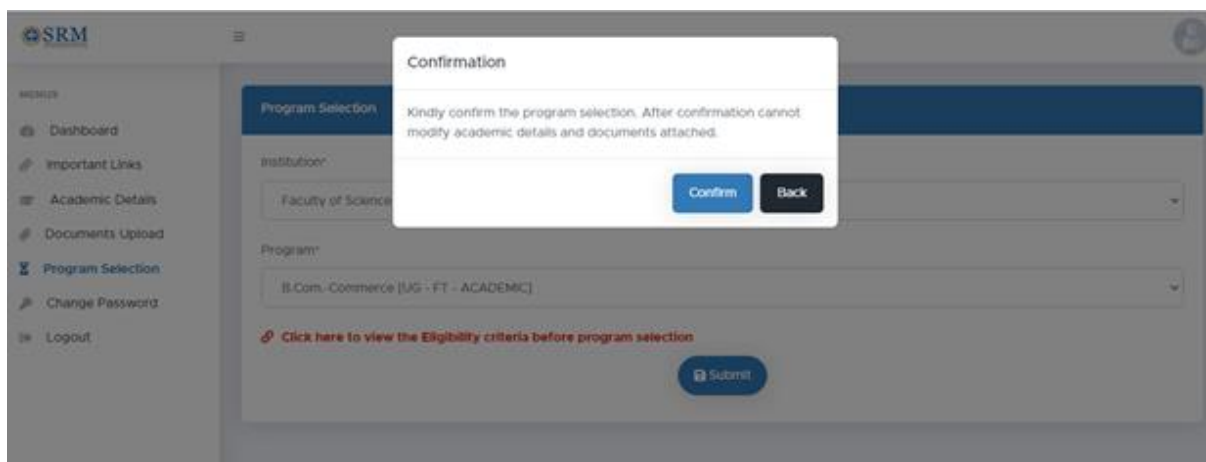 SRM
Confirmation
MENUS
Program Selection
Kindly confirm the program selection. After confirmation cannot
modify academic details and documents attached.
Dashboard
Important Links
Institution*
Confirm
Back
Academic Details
Faculty of Science
Documents Upload
Program*
Program Selection
B.Com.-Commerce [UG - FT - ACADEMIC]
Change Password
Logout
Click here to view the Eligibility criteria before program selection
Submit